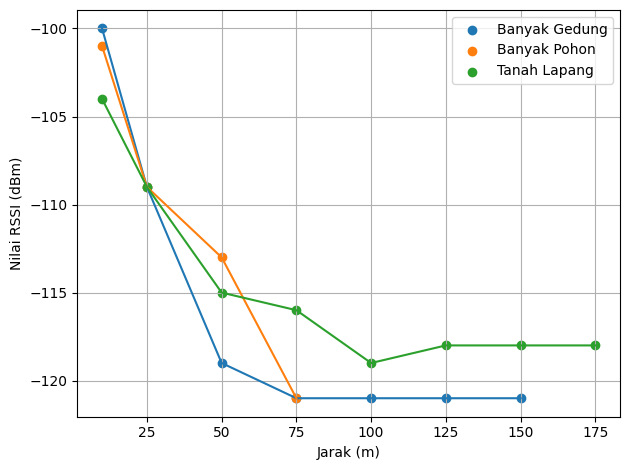 Banyak Gedung
Banyak Pohon
Tanah Lapang
−100
−105
−110
−115
−120
Nilai RSSI (dBm)
25 50 75 100 125 150 175
Jarak (m)